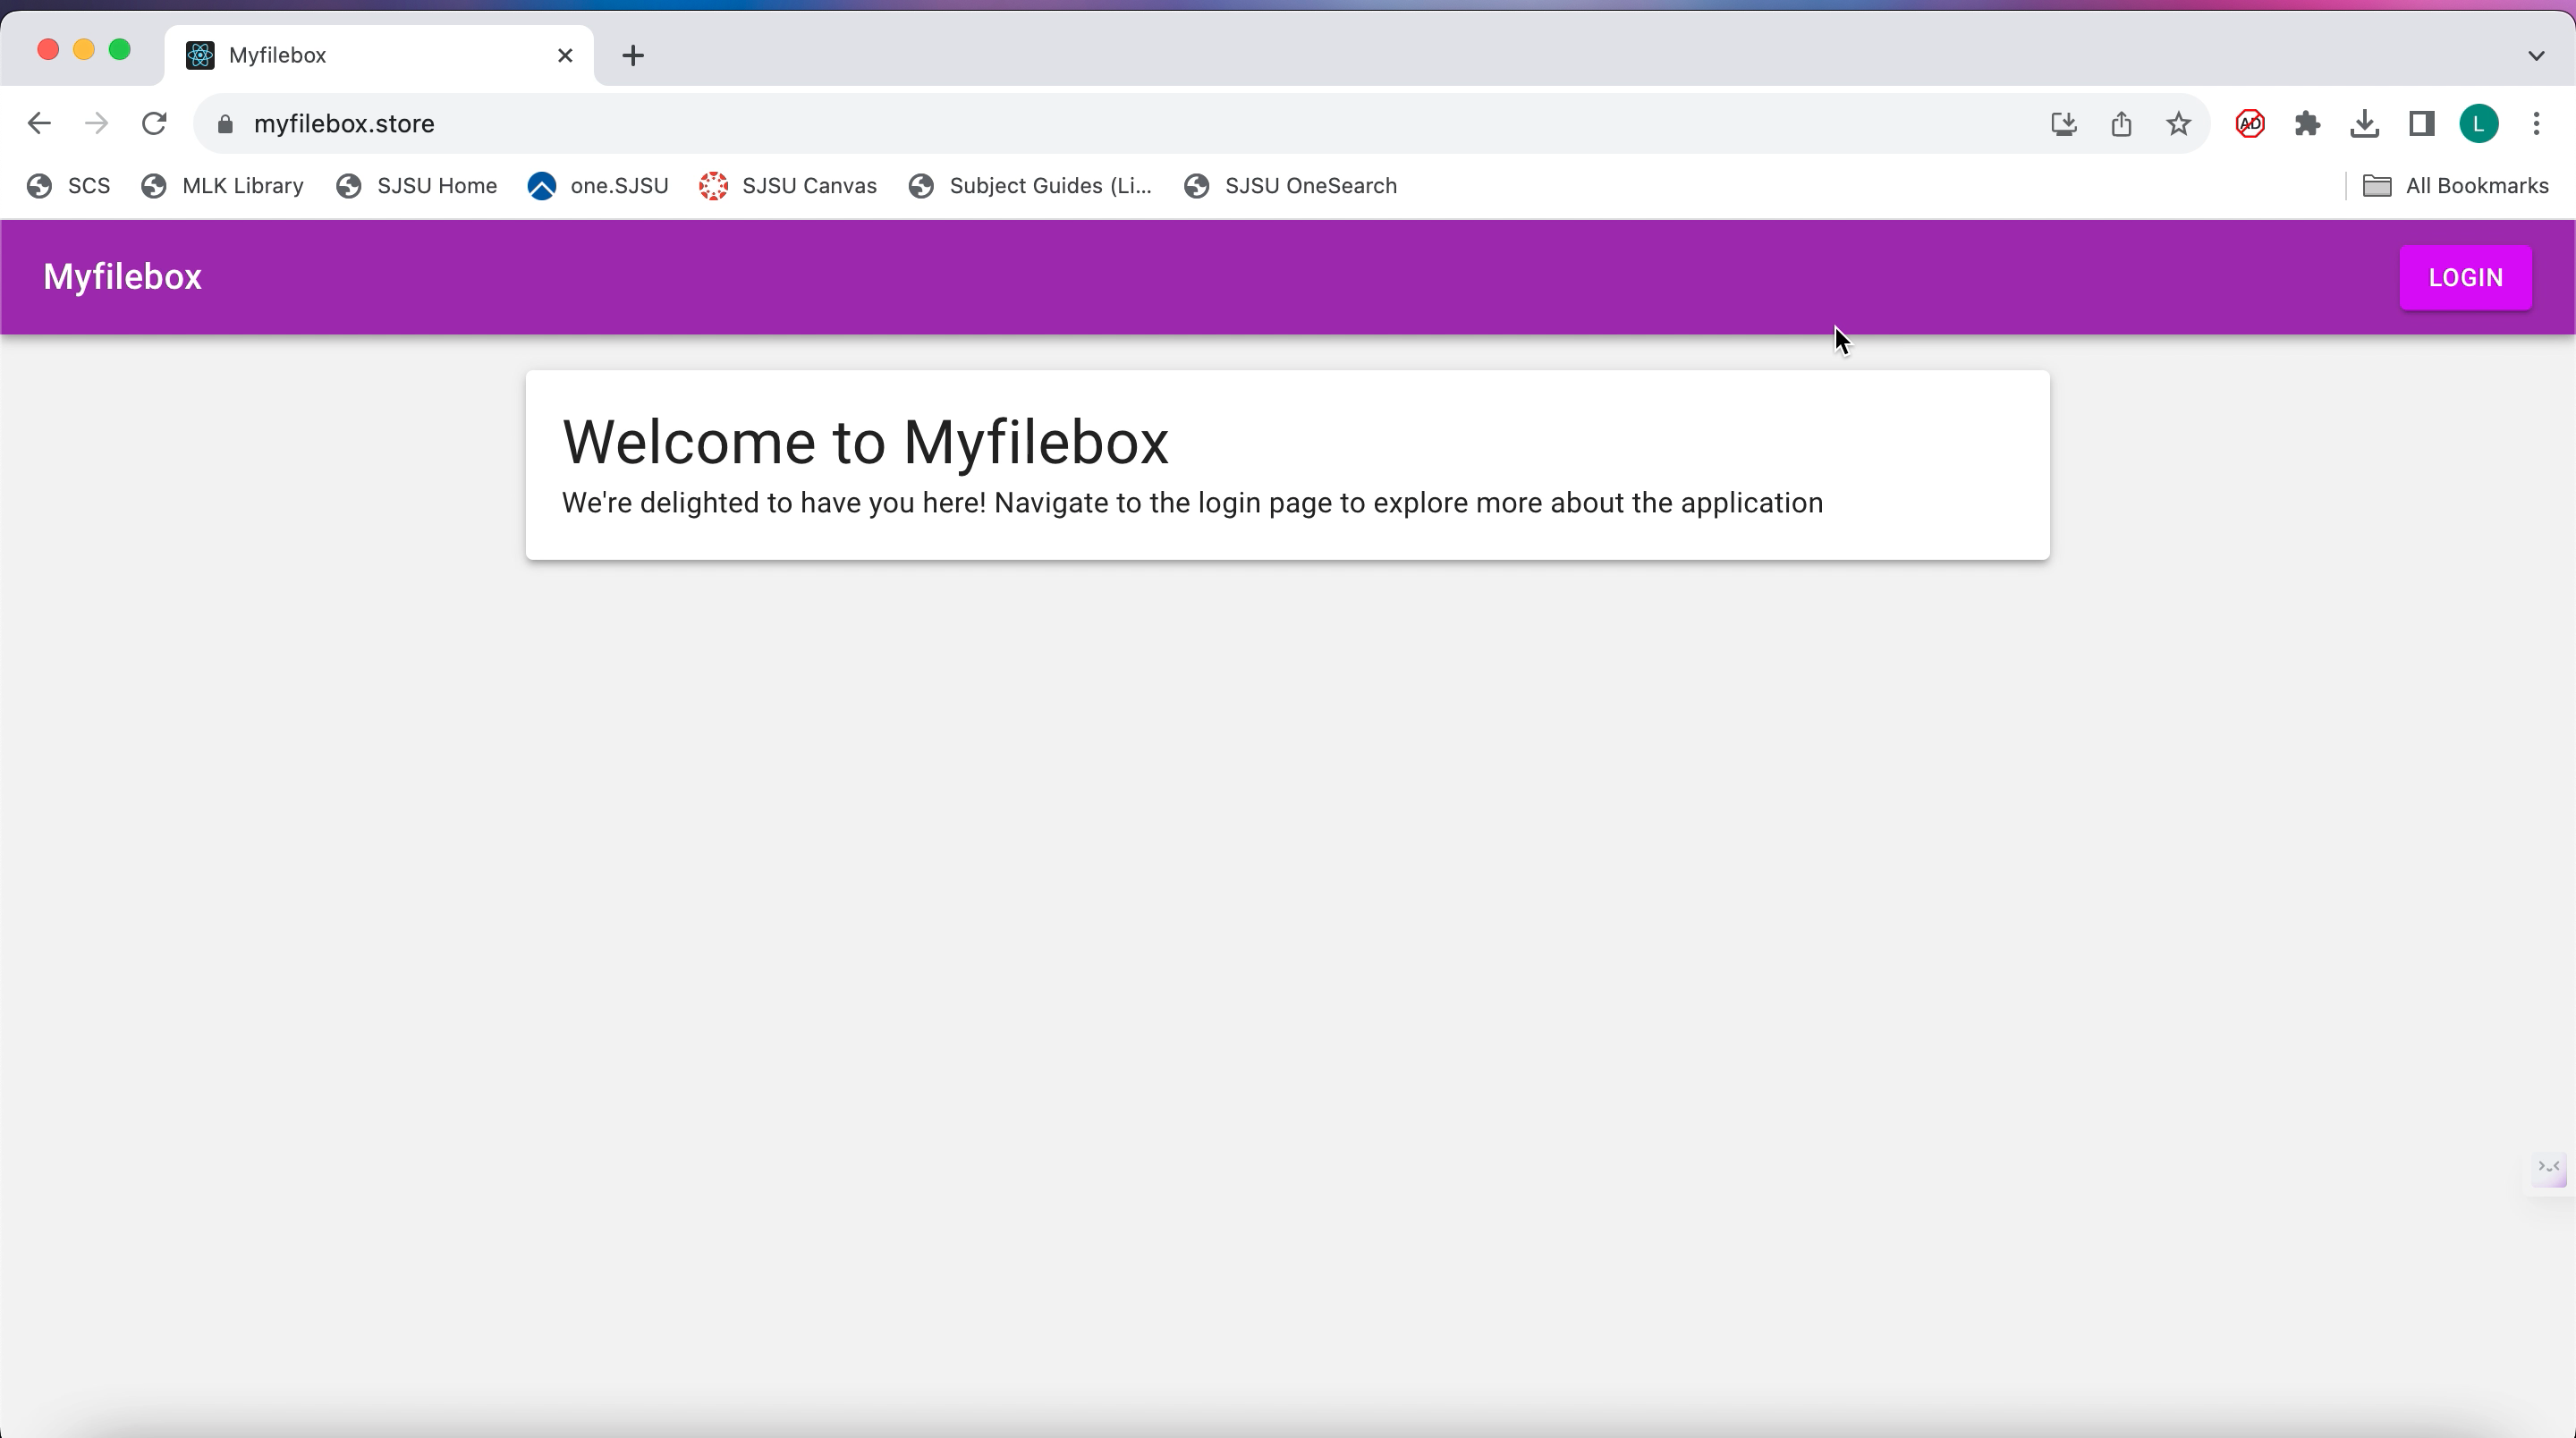 Myfilebox
myfilebox.store
AD
L
SCS MLK Library SJSU Home one.SJSU SJSU Canvas Subject Guides (Li... SJSU OneSearch All Bookmarks
Myfilebox LOGIN
Welcome to Myfilebox
We're delighted to have you here! Navigate to the login page to explore more about the application